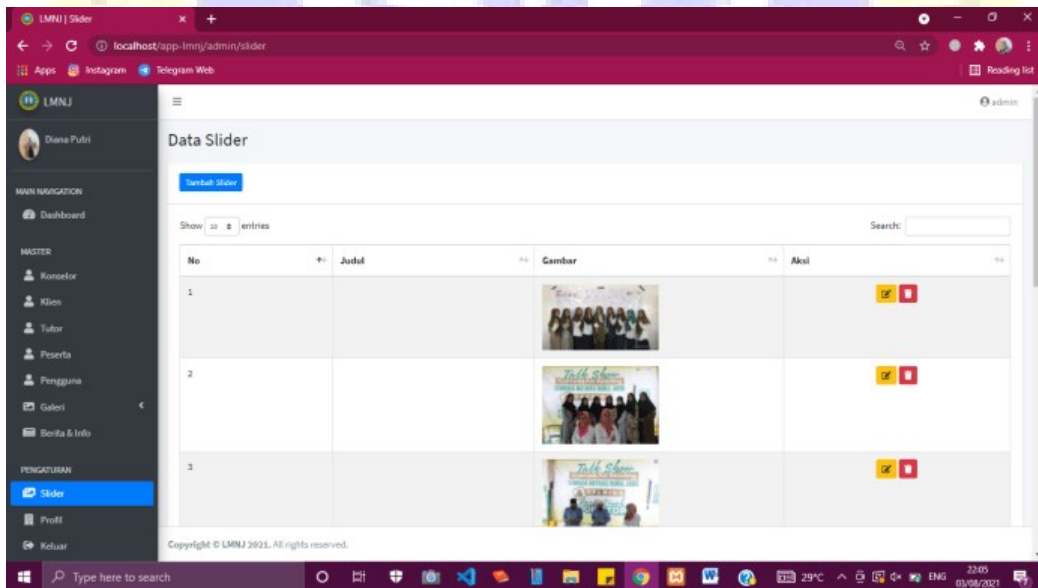 LMNJ | Slider
localhost/app-lmnj/admin/slider
Apps Instagram Telegram Web Reading list
LMNJ
admin
Diana Putri
Data Slider
MAIN NAVIGATION
Dashboard
Tambah Slider
Show 10 entries Search:
MASTER
Konselor
Klien
Tutor
Peserta
Pengguna
Galeri
Berita & Info
No Judul Gambar Aksi
1
2
Talk Show
3
Talk Show
PENGATURAN
Slider
Profil
Keluar
Copyright © LMNJ 2021. All rights reserved.
Type here to search
29°C ENG 22:05
03/08/2021